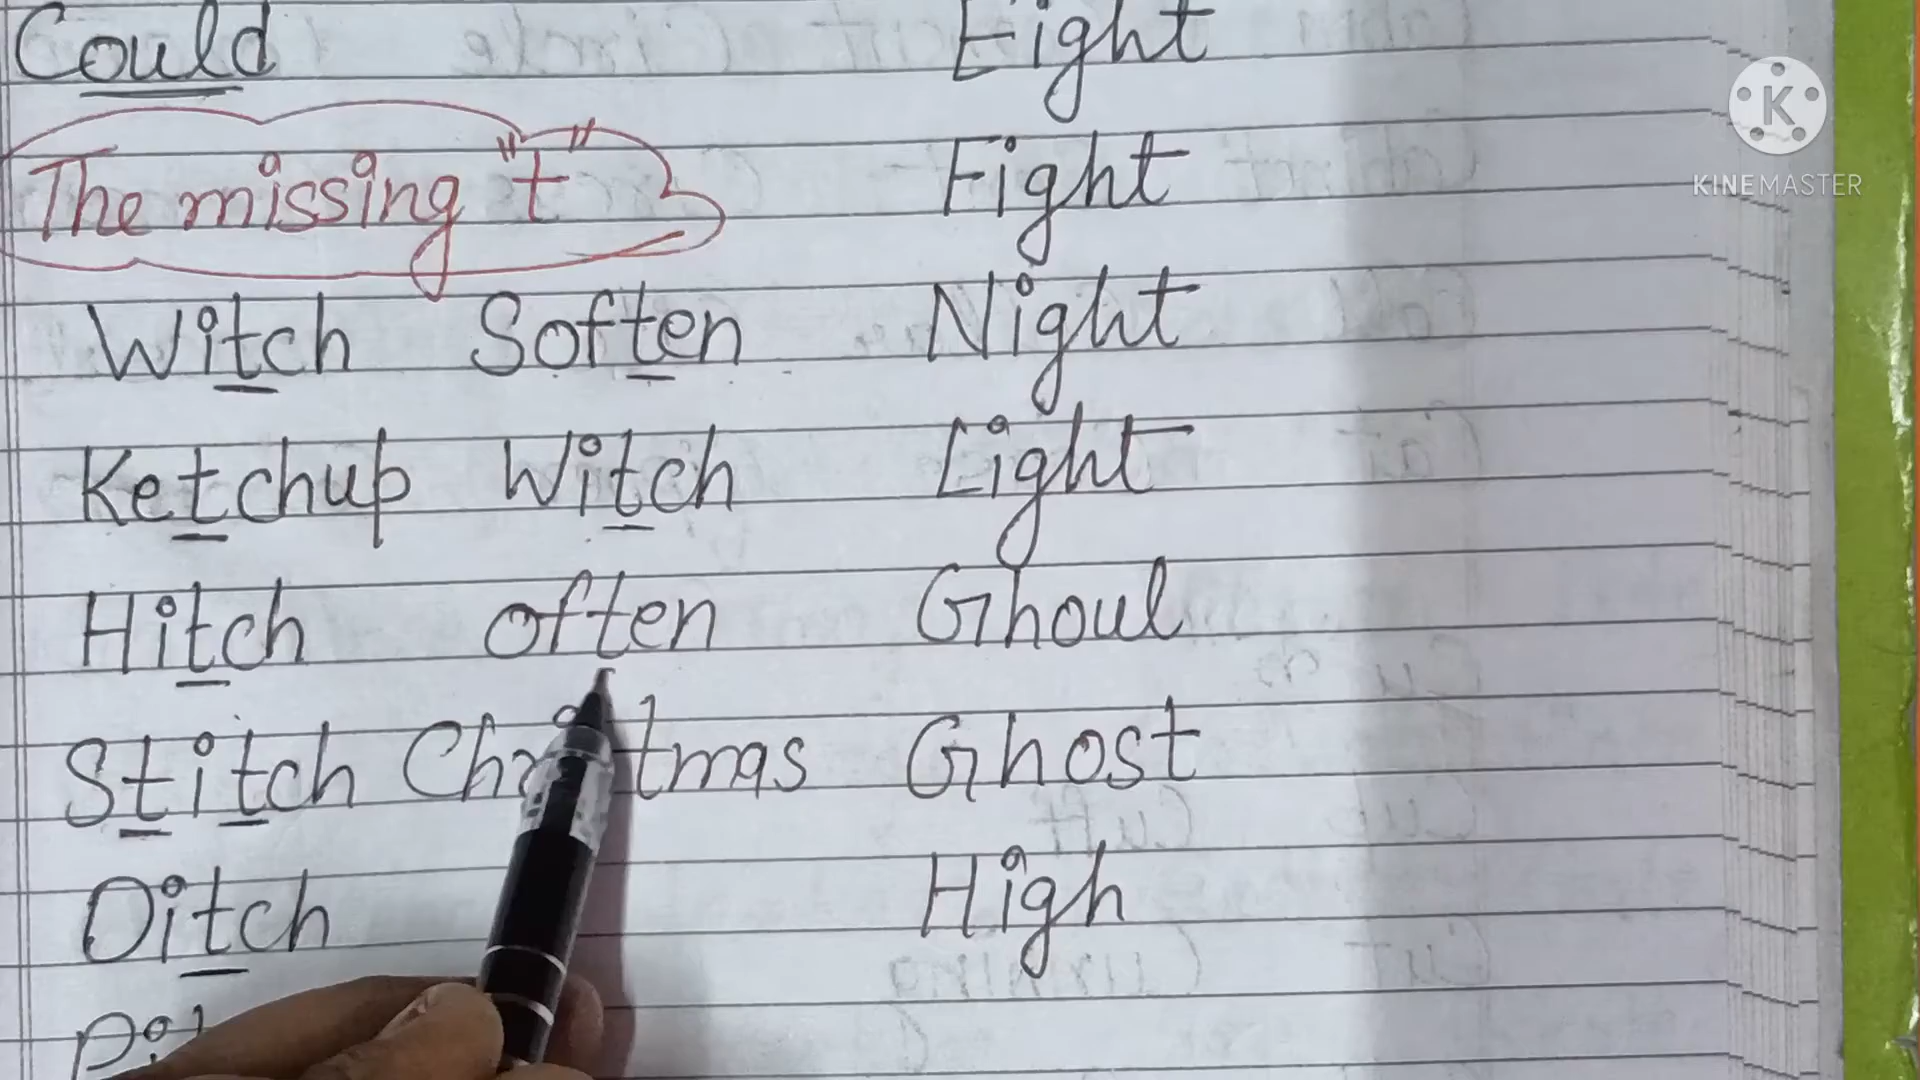 Could Eight
The missing "t" Fight
Witch Soften Night
Ketchup Witch Light
Hitch often Ghoul
Stitch Christmas Ghost
Ditch High
KINEMASTER